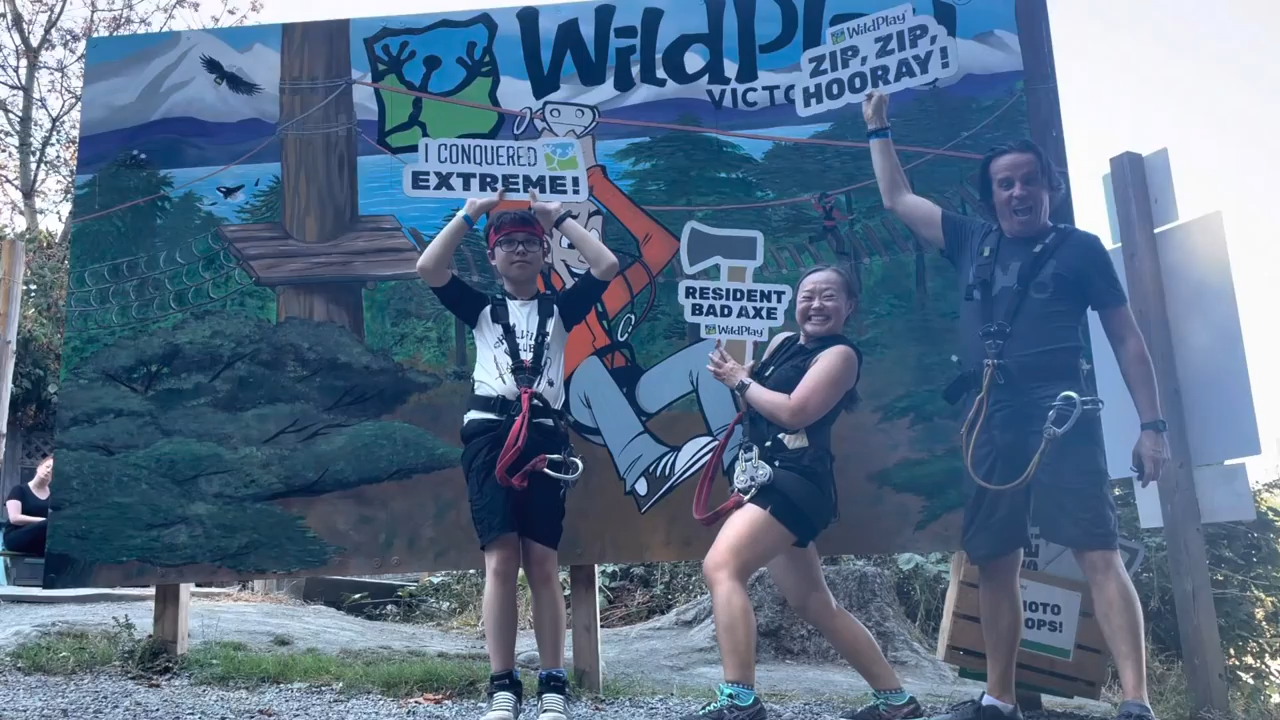 WILDPL
VICTO
WildPlay
ZIP, ZIP,
HOORAY!
I CONQUERED
EXTREME!
RESIDENT
BAD AXE
WildPlay
HOTO
OPS!